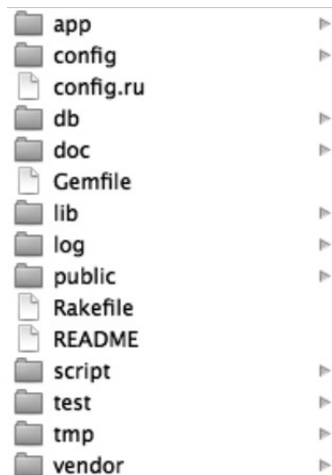 app
config
config.ru
db
doc
Gemfile
lib
log
public
Rakefile
README
script
test
tmp
vendor